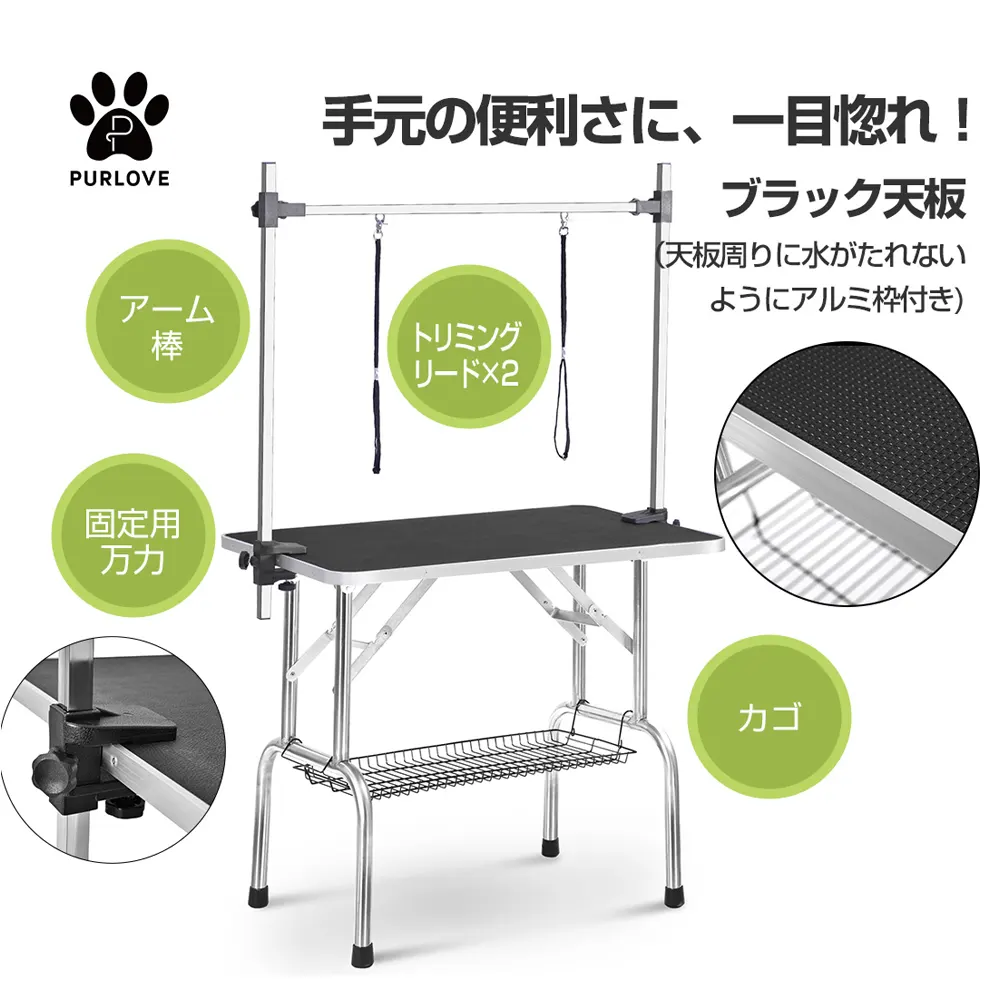 PURLOVE
手元の便利さに、一目惚れ！
ブラック天板
(天板周りに水がたれない
ようにアルミ枠付き)
アーム
棒
トリミング
リード×2
固定用
万力
カゴ